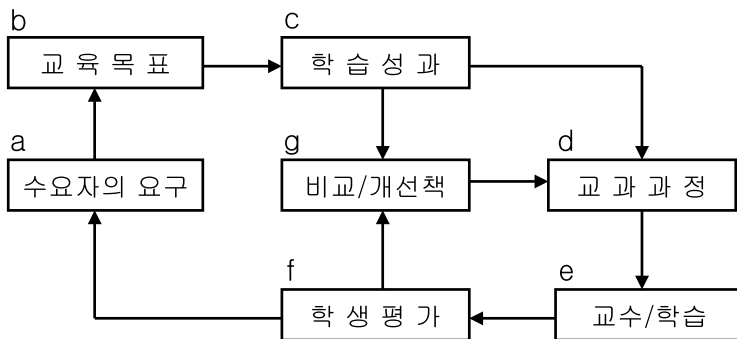 b
교 육 목 표
c
학 습 성 과
a
수요자의 요구
g
비교/개선책
d
교 과 과 정
f
학 생 평 가
e
교수/학습